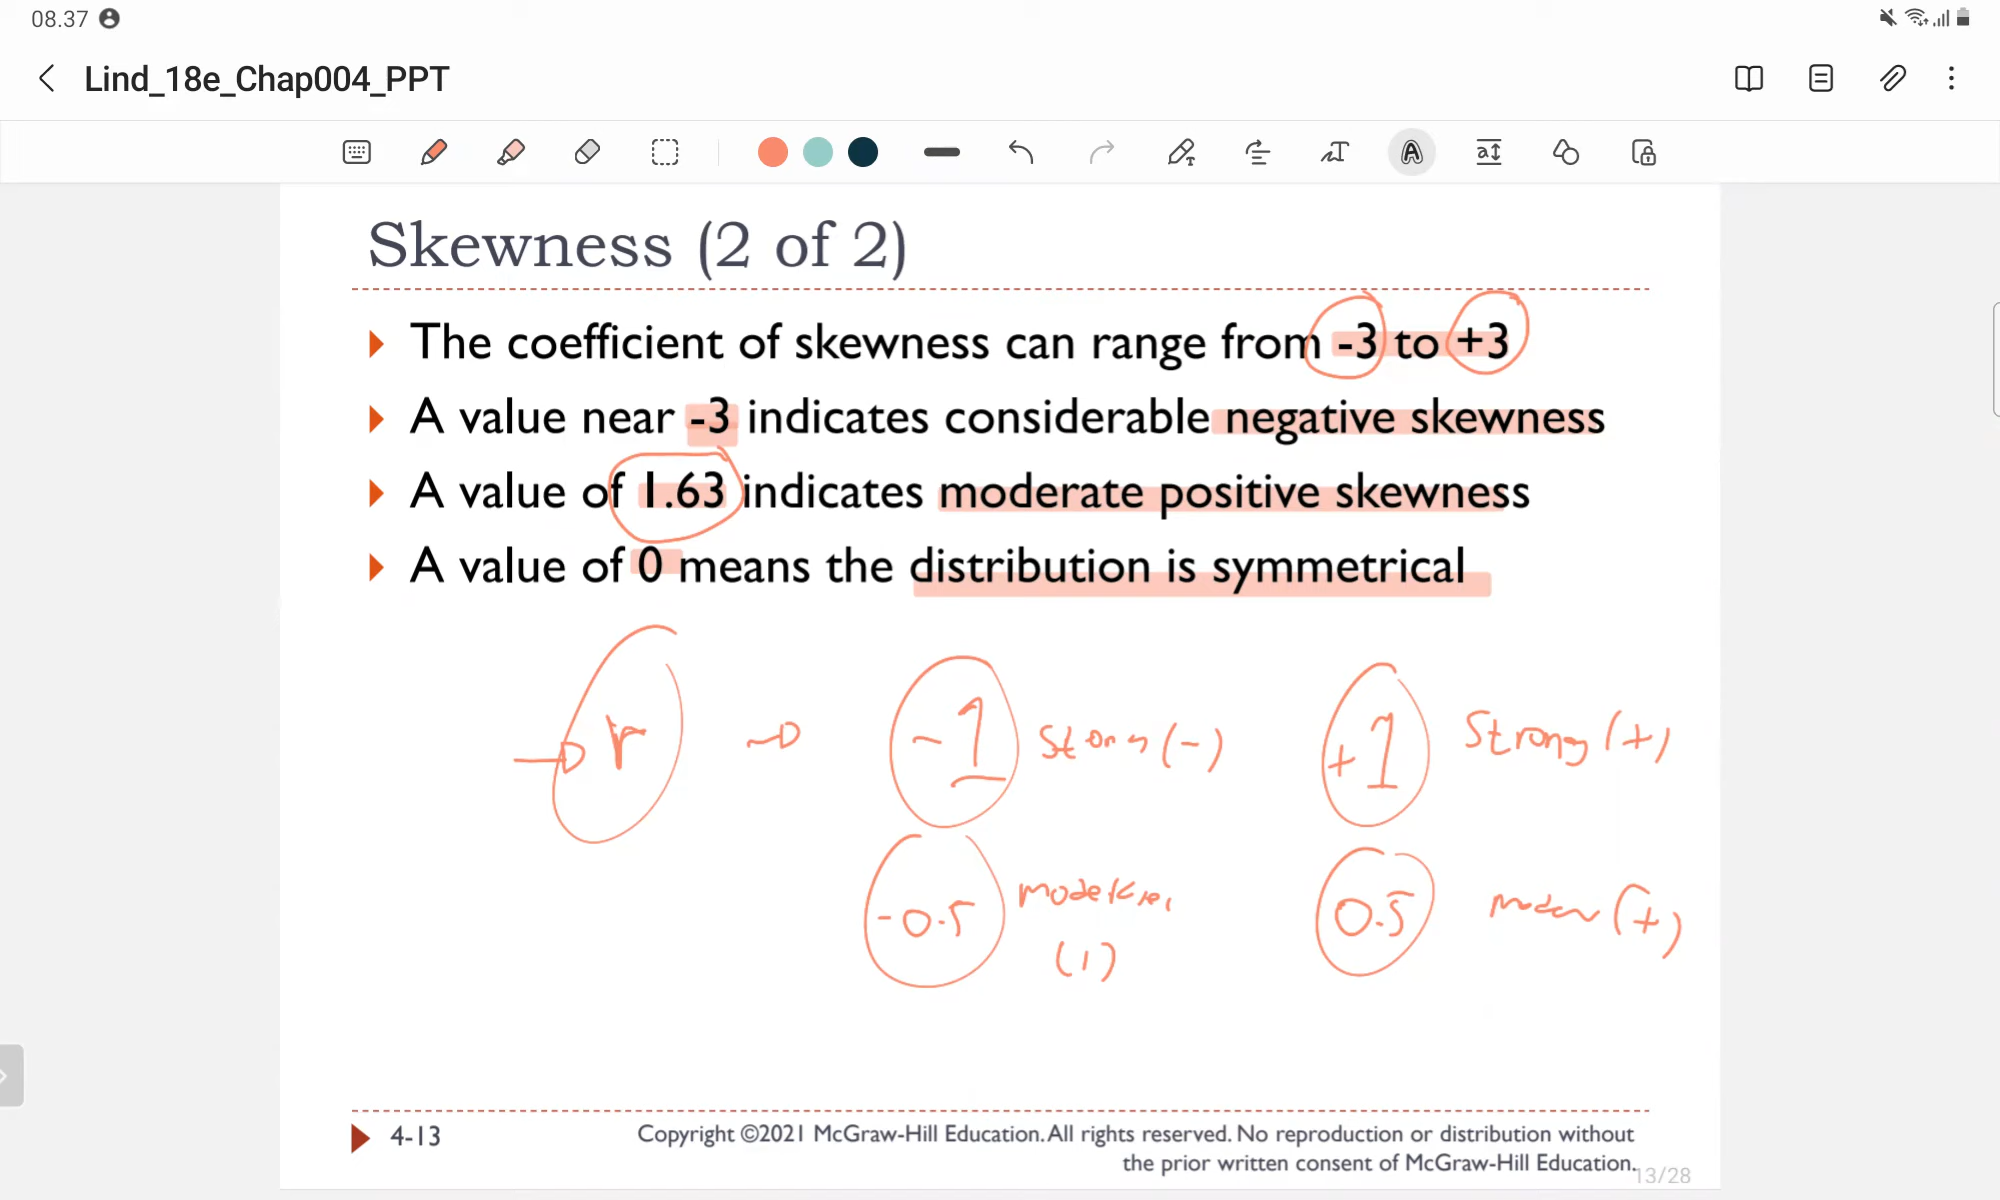 08.37
Lind_18e_Chap004_PPT
Skewness (2 of 2)
The coefficient of skewness can range from -3 to +3
A value near -3 indicates considerable negative skewness
A value of 1.63 indicates moderate positive skewness
A value of 0 means the distribution is symmetrical
r -1 (-) +1 Strong (+)
-0.5 0.5 (+)
4-13
Copyright ©2021 McGraw-Hill Education. All rights reserved. No reproduction or distribution without
the prior written consent of McGraw-Hill Education.
13/28